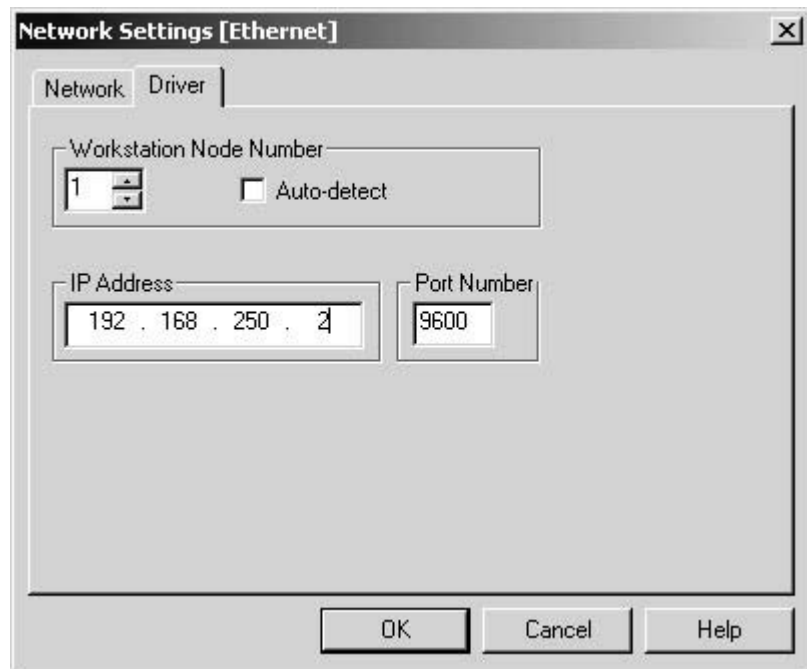 Network Settings [Ethernet]
Network Driver
Workstation Node Number
1 Auto-detect
IP Address Port Number
192 . 168 . 250 . 2 9600
OK Cancel Help